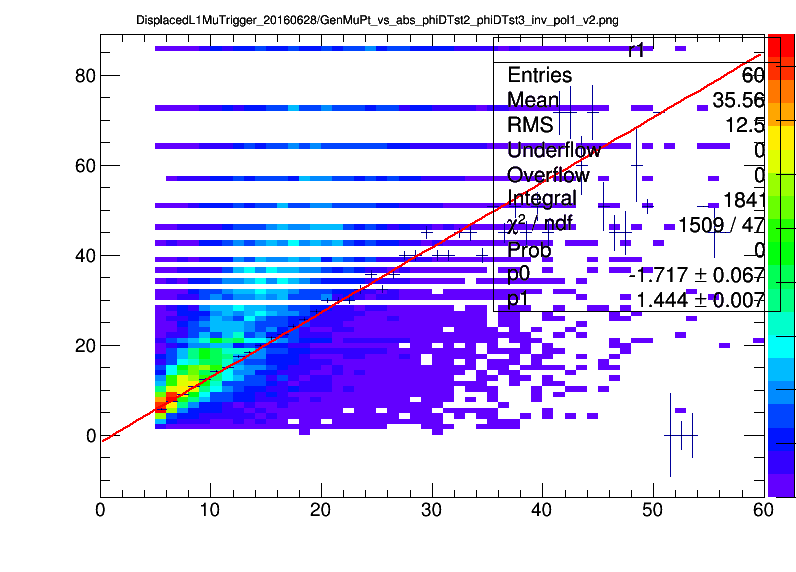 DisplacedL1MuTrigger_20160628/GenMuPt_vs_abs_phiDTst2_phiDTst3_inv_pol1_v2.png
r1
Entries 60
Mean 35.56
RMS 12.5
Underflow 0
Overflow 0
Integral 1841
χ² / ndf 1509 / 47
Prob 0
p0 -1.717 ± 0.067
p1 1.444 ± 0.007
80
60
40
20
0
0 10 20 30 40 50 60